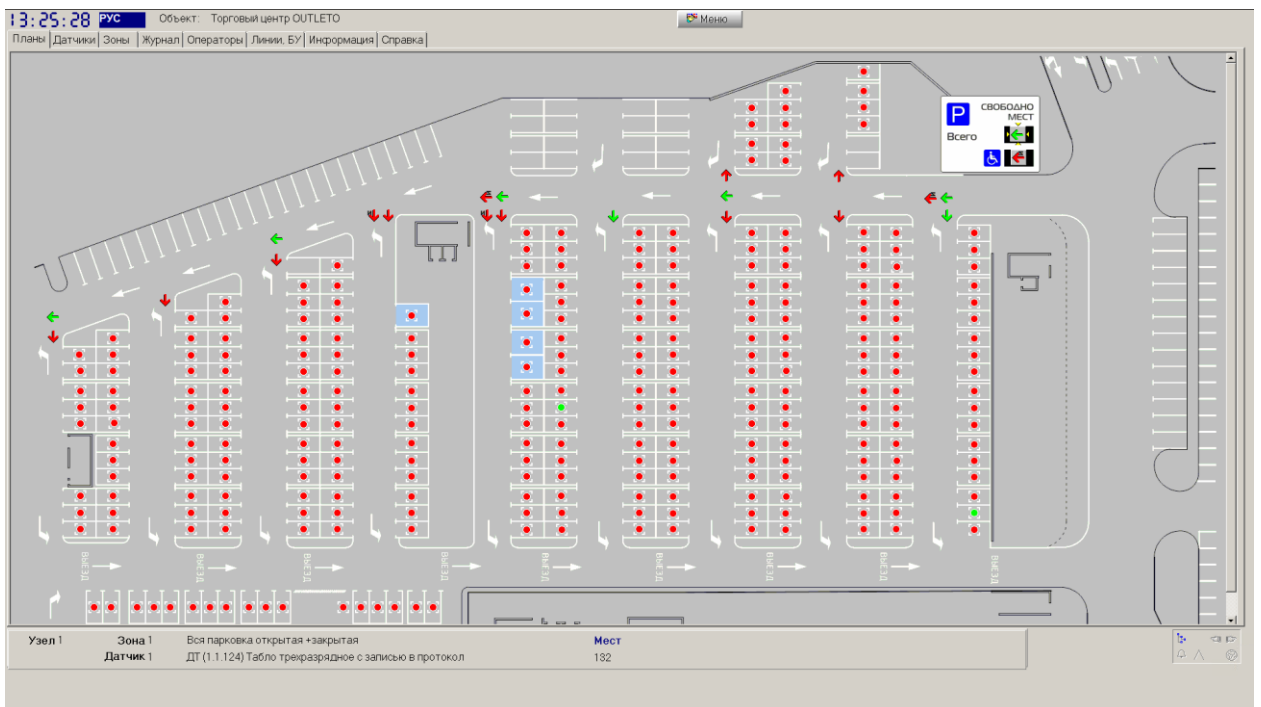 13:25:28 РУС Объект: Торговый центр OUTLETO Меню
Планы Датчики Зоны Журнал Операторы Линии, БУ Информация Справка
P СВОБОДНО
МЕСТ
Всего
ВЫЕЗД ВЫЕЗД ВЫЕЗД ВЫЕЗД ВЫЕЗД ВЫЕЗД ВЫЕЗД ВЫЕЗД ВЫЕЗД
Узел 1 Зона 1 Вся парковка открытая +закрытая Мест
Датчик 1 ДТ (1.1.124) Табло трехразрядное с записью в протокол 132